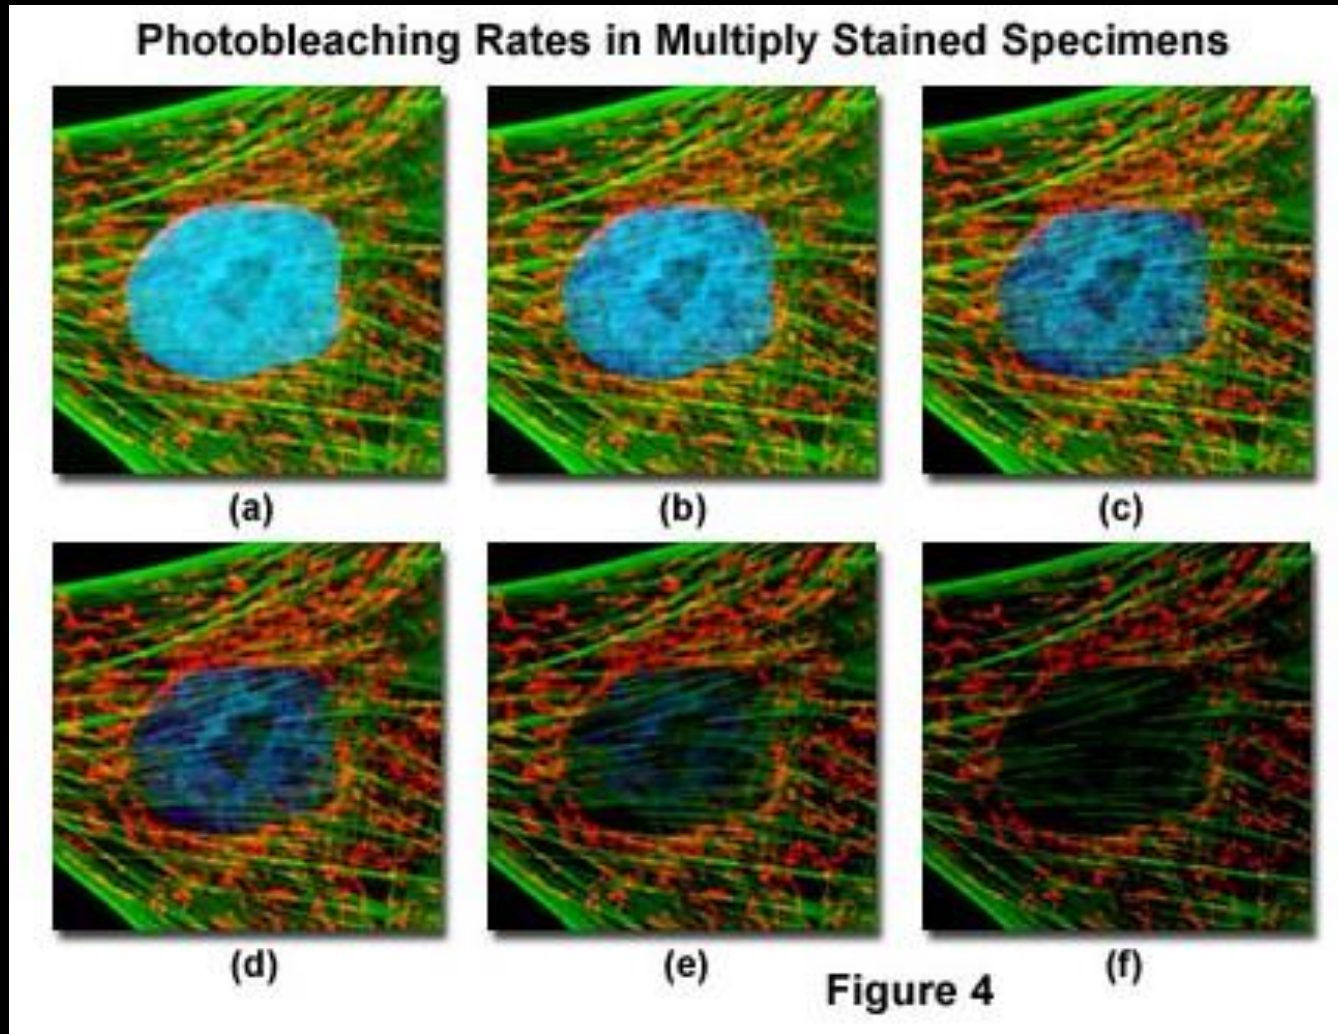 Photobleaching Rates in Multiply Stained Specimens
(a)
(b)
(c)
(d)
(e)
(f)
Figure 4